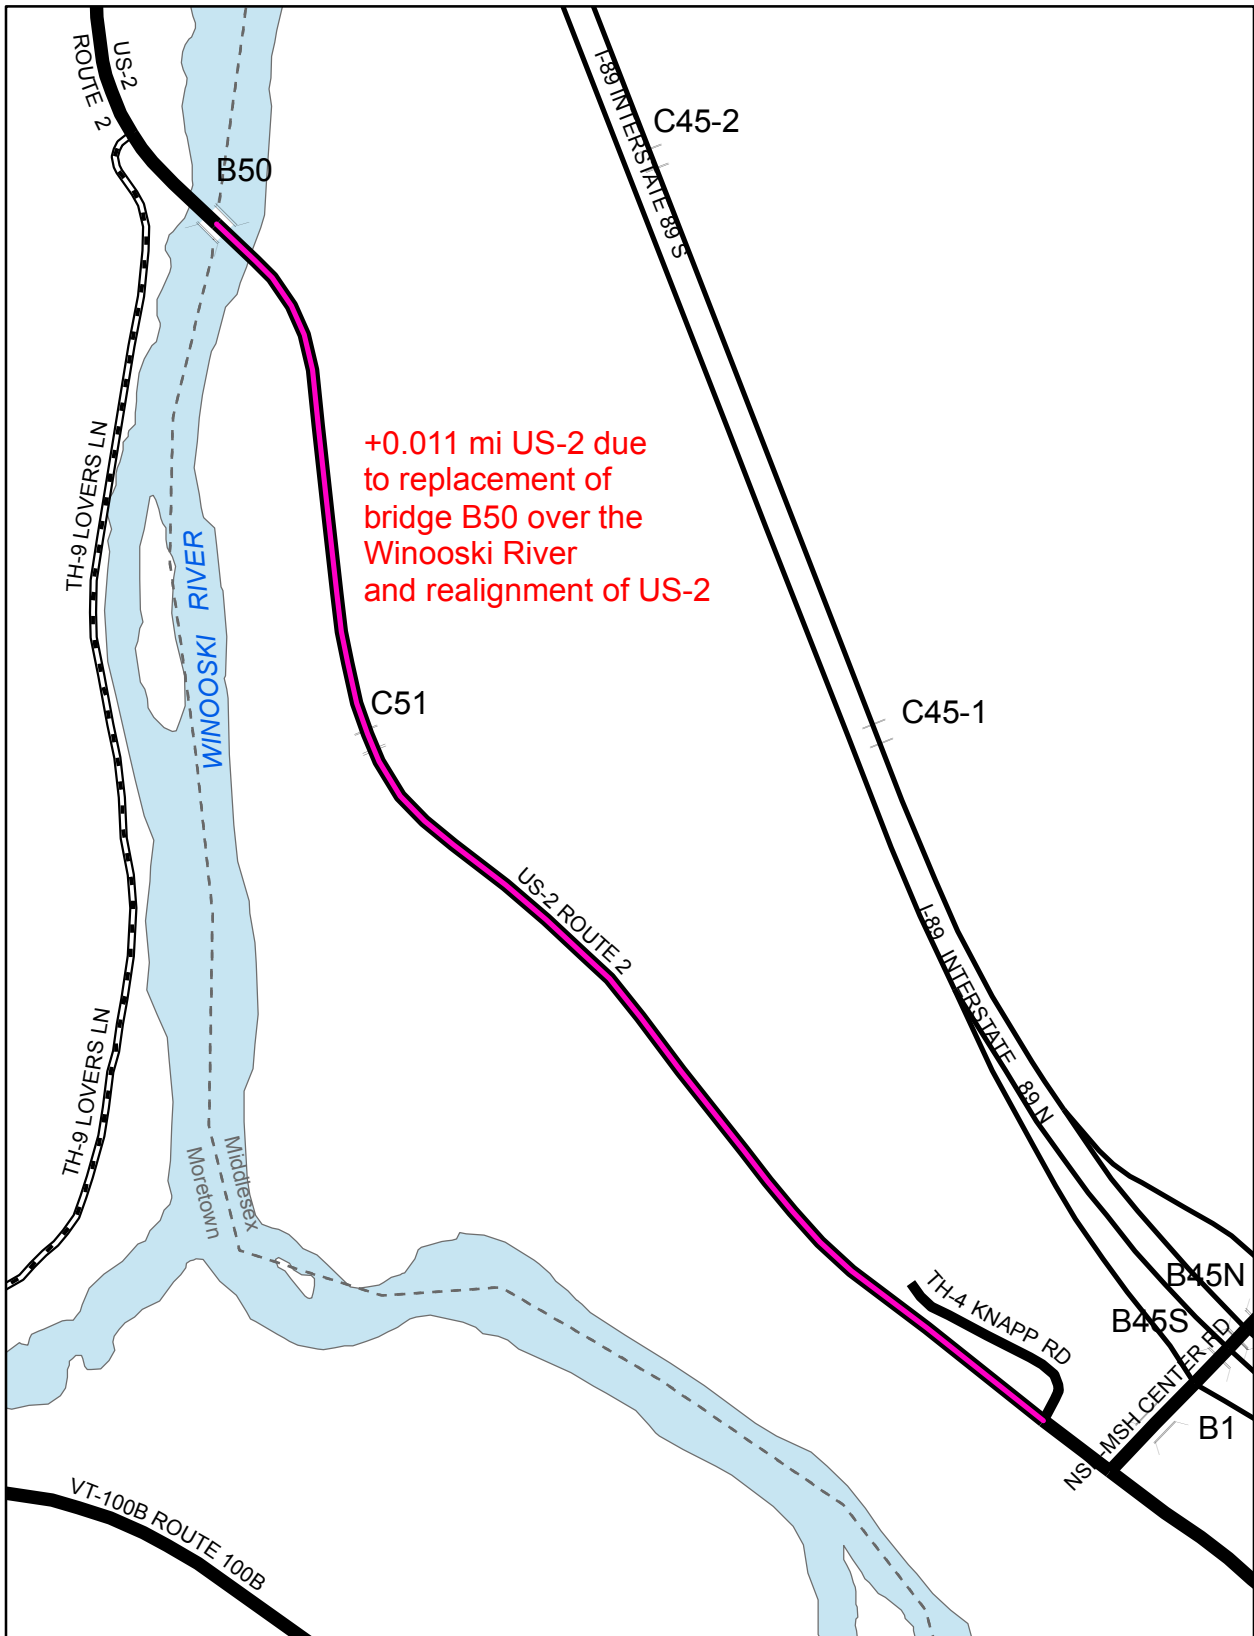 US-2
ROUTE 2
B50
I-89 INTERSTATE 89 S
C45-2
+0.011 mi US-2 due
to replacement of
bridge B50 over the
Winooski River
and realignment of US-2
TH-9 LOVERS LN
WINOOSKI RIVER
C51
C45-1
US-2 ROUTE 2
I-89 INTERSTATE 89 N
TH-9 LOVERS LN
Middlesex
Moretown
B45N
B45S
TH-4 KNAPP RD
MSH CENTER RD
B1
VT-100B ROUTE 100B